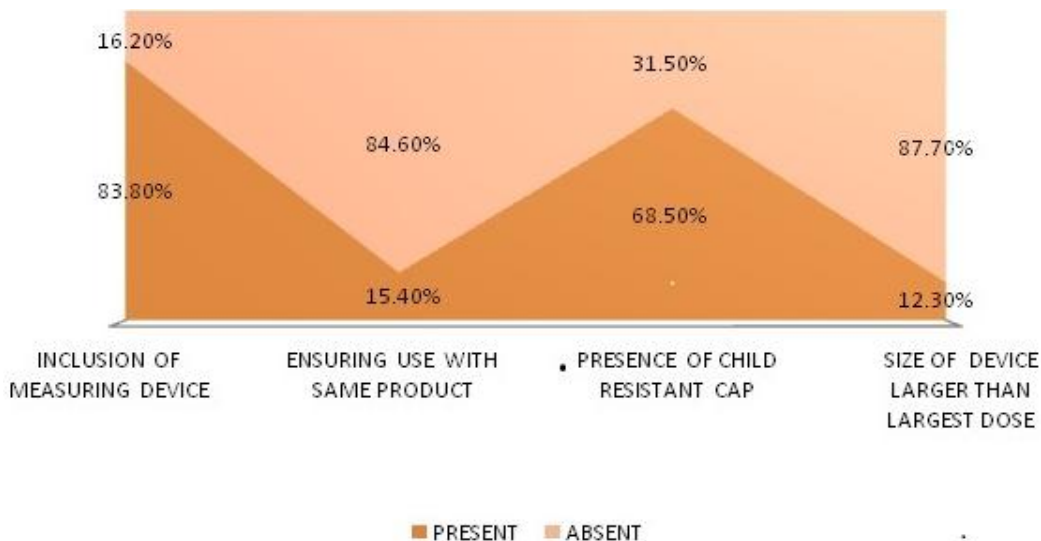 16.20%
31.50%
84.60%
87.70%
83.80%
68.50%
15.40%
12.30%
INCLUSION OF
MEASURING DEVICE
ENSURING USE WITH
SAME PRODUCT
PRESENCE OF CHILD
RESISTANT CAP
SIZE OF DEVICE
LARGER THAN
LARGEST DOSE
PRESENT ABSENT